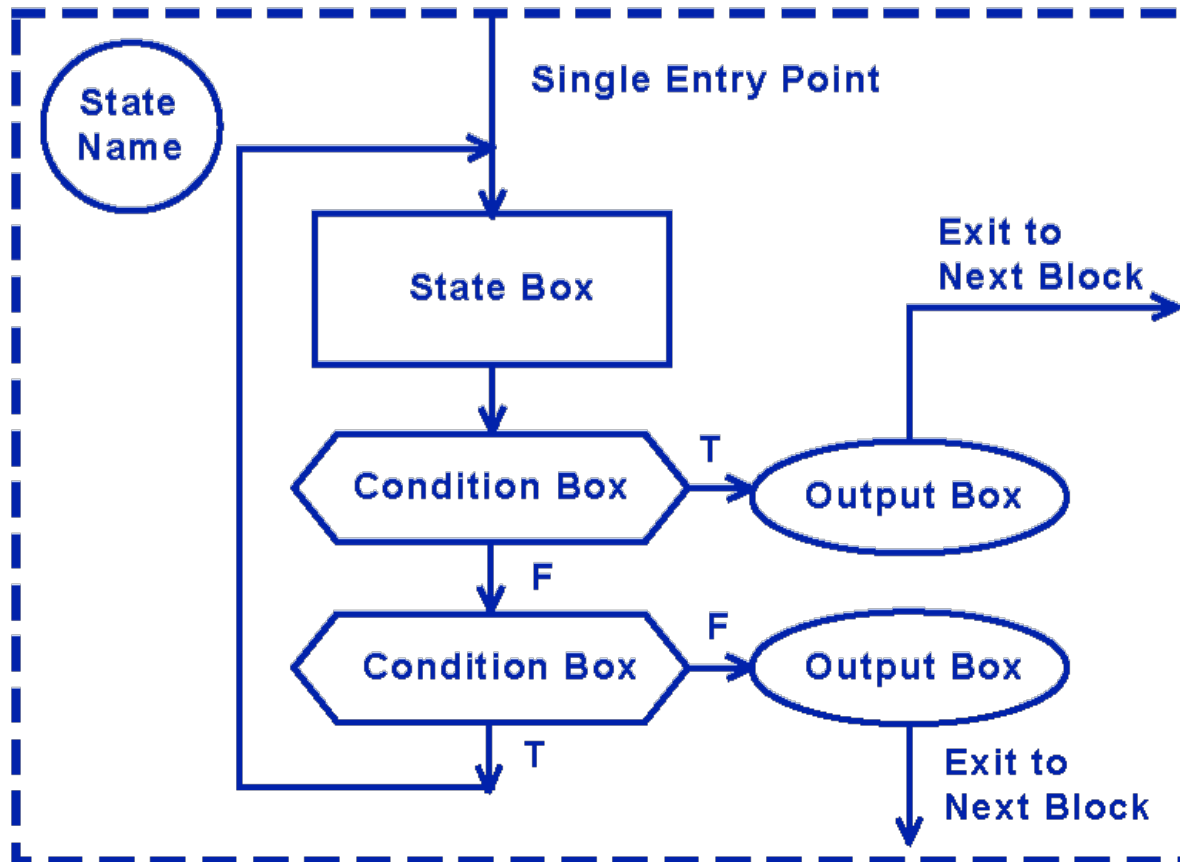 State
Name
Single Entry Point
State Box
Exit to
Next Block
Condition Box
T
Output Box
F
Condition Box
F
Output Box
T
Exit to
Next Block